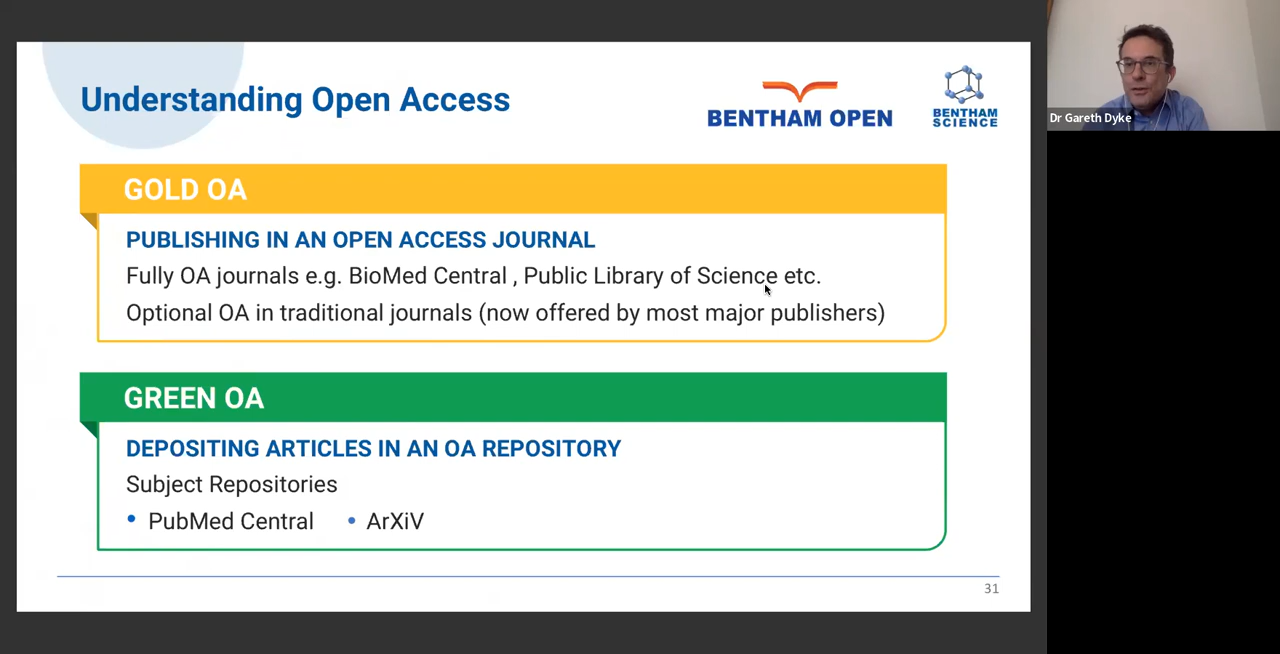 Understanding Open Access
BENTHAM OPEN
BENTHAM
SCIENCE
Dr Gareth Dyke
GOLD OA
PUBLISHING IN AN OPEN ACCESS JOURNAL
Fully OA journals e.g. BioMed Central , Public Library of Science etc.
Optional OA in traditional journals (now offered by most major publishers)
GREEN OA
DEPOSITING ARTICLES IN AN OA REPOSITORY
Subject Repositories
• PubMed Central • ArXiV
31